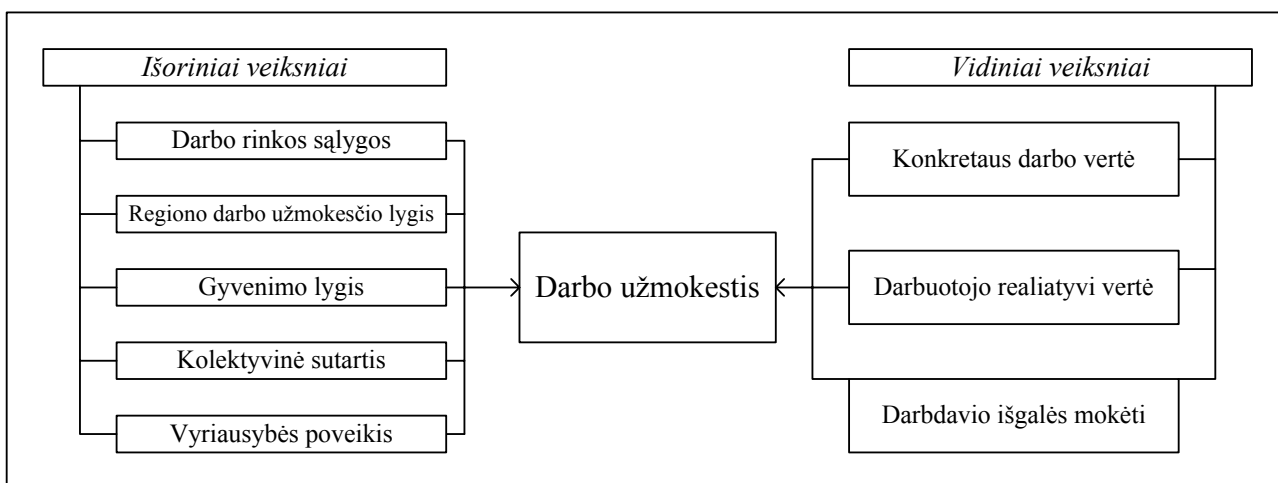 Išoriniai veiksniai
Darbo rinkos sąlygos
Regiono darbo užmokesčio lygis
Gyvenimo lygis
Kolektyvinė sutartis
Vyriausybės poveikis
Darbo užmokestis
Vidiniai veiksniai
Konkretaus darbo vertė
Darbuotojo realiatyvi vertė
Darbdavio išgalės mokėti